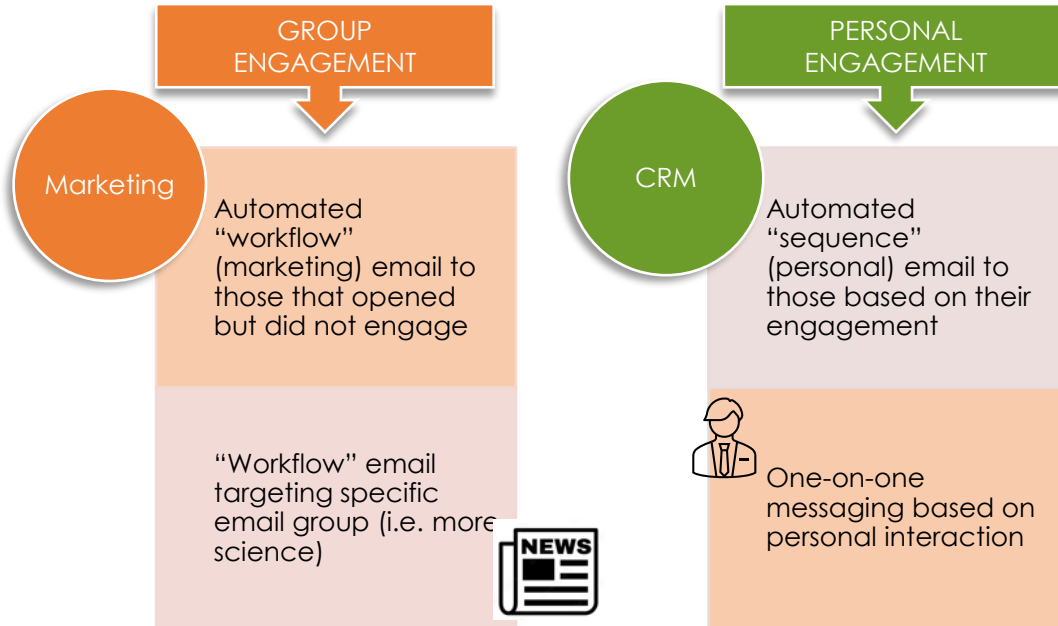 GROUP
ENGAGEMENT
Marketing
Automated
“workflow”
(marketing) email to
those that opened
but did not engage
“Workflow” email
targeting specific
email group (i.e. more
science)
NEWS
PERSONAL
ENGAGEMENT
CRM
Automated
“sequence”
(personal) email to
those based on their
engagement
One-on-one
messaging based on
personal interaction